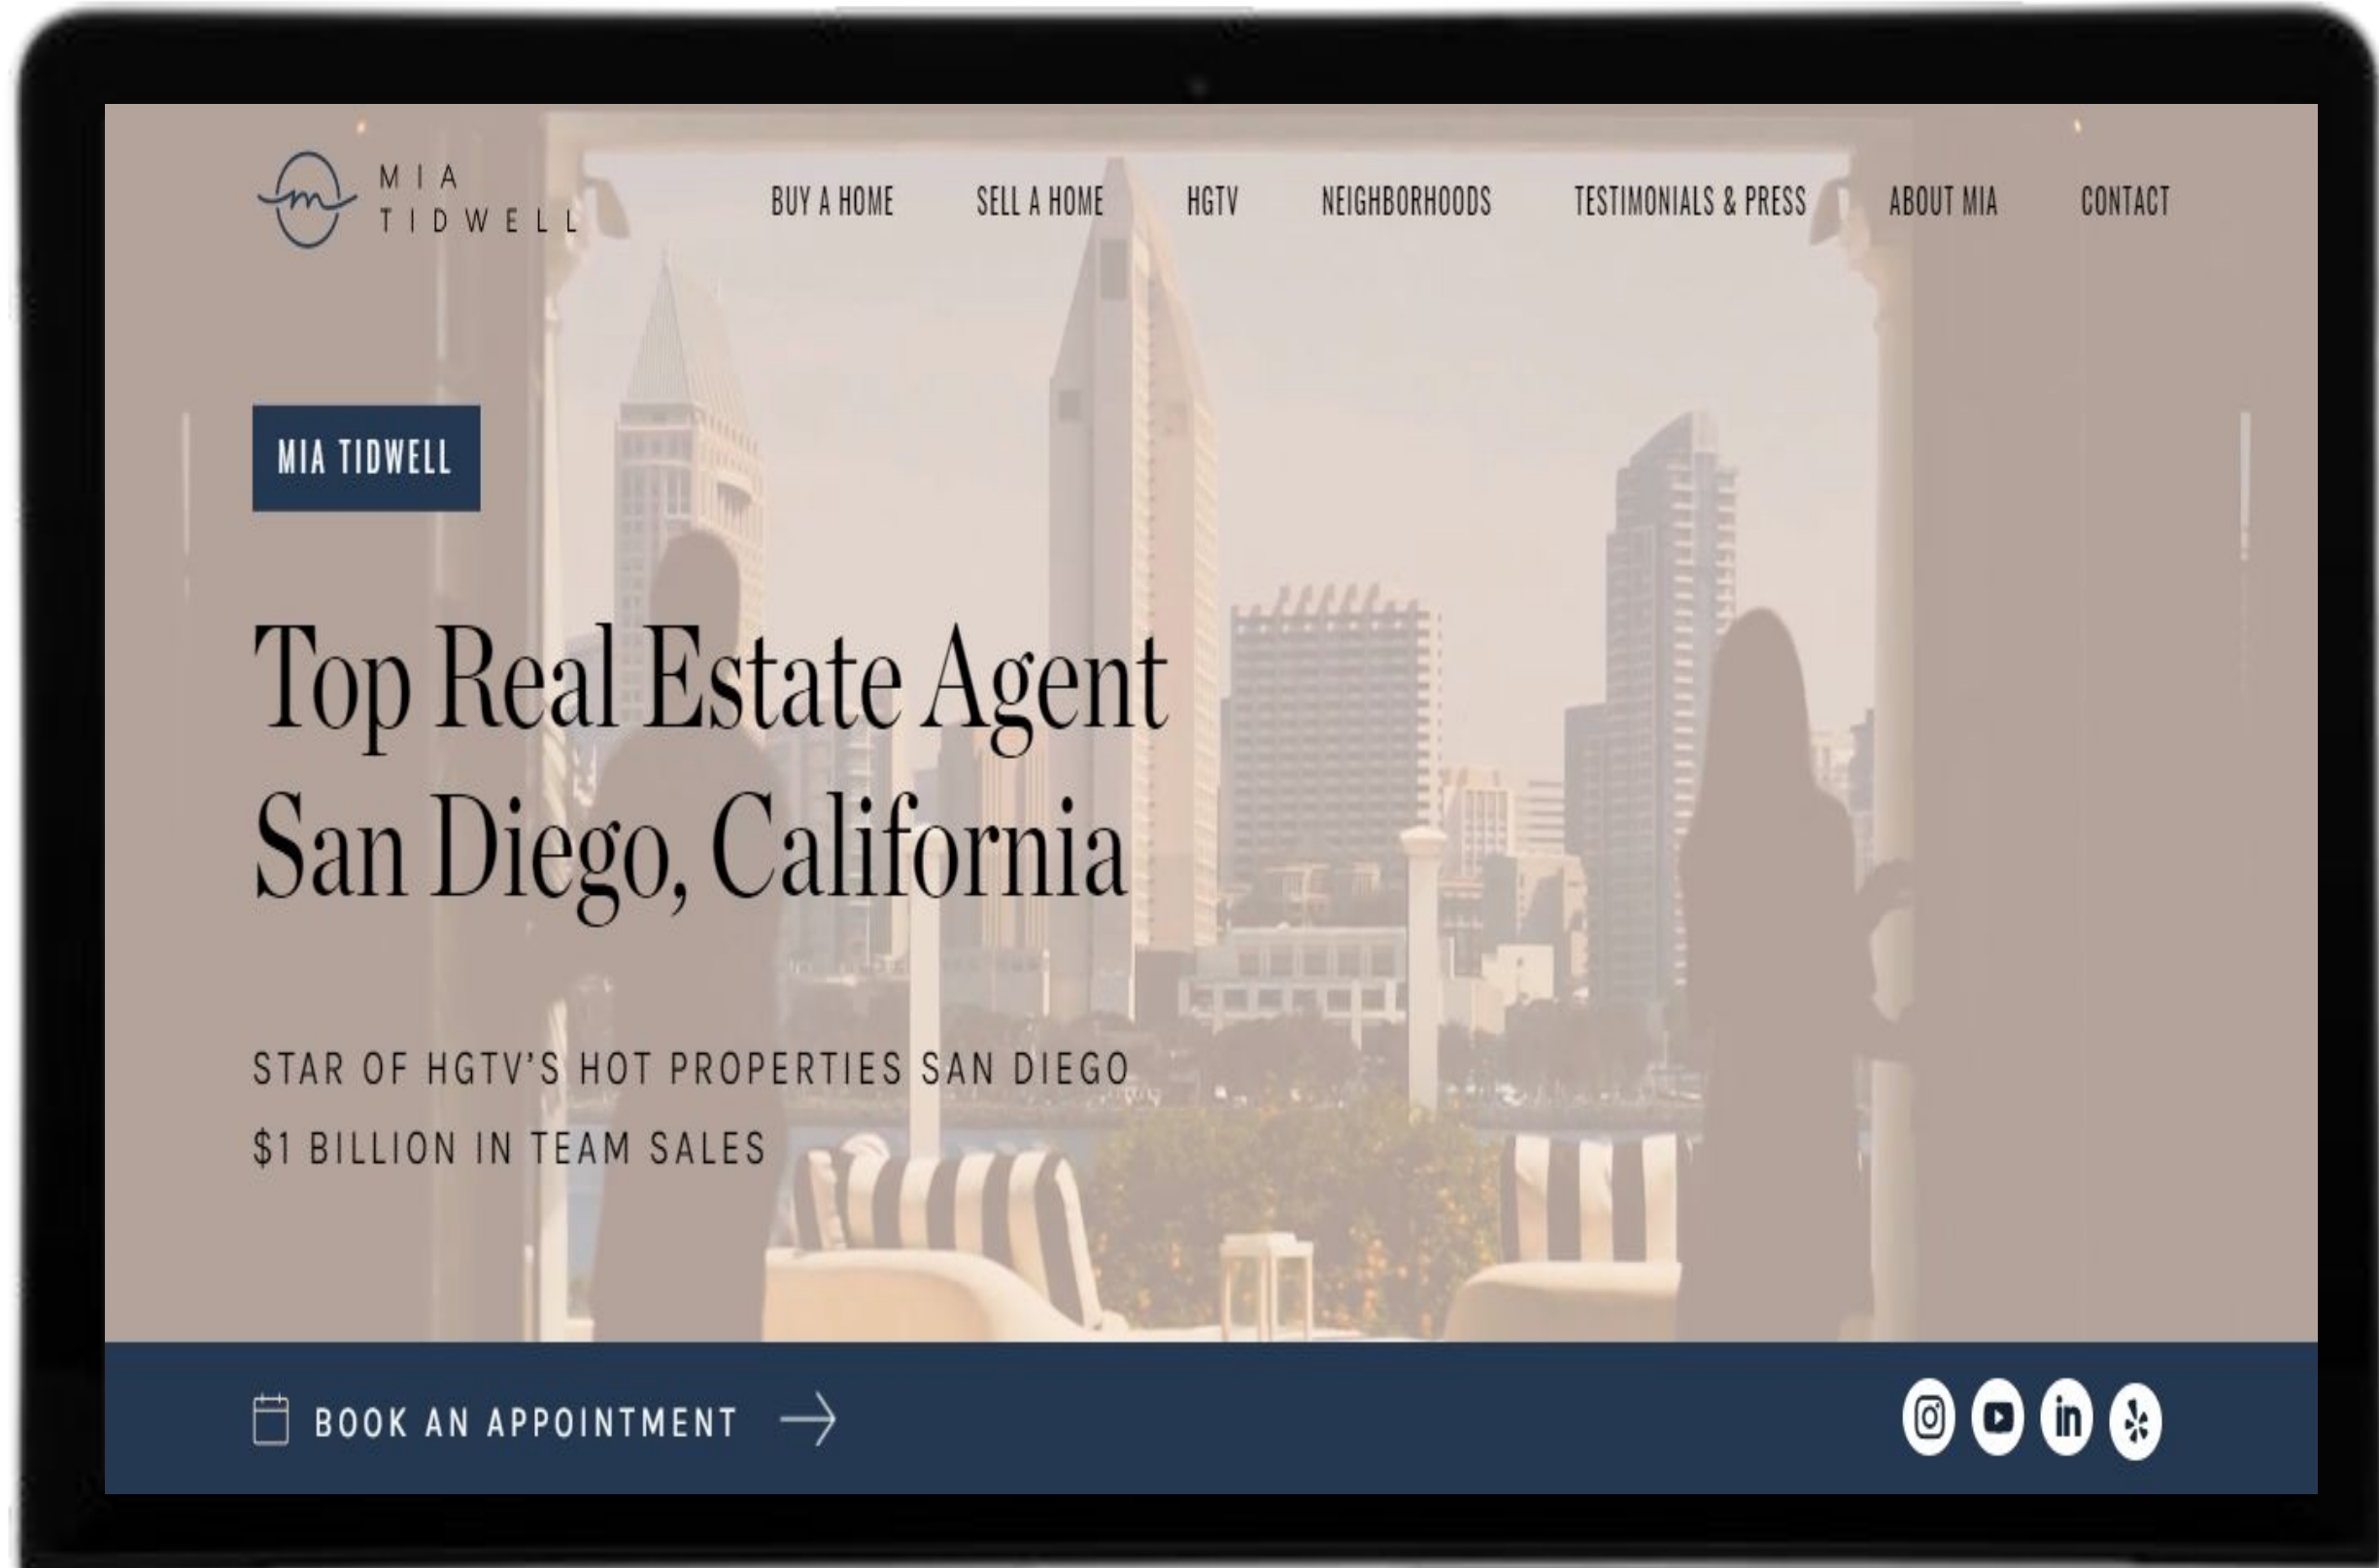 MIA
TIDWELL
BUY A HOME
SELL A HOME
HGTV
NEIGHBORHOODS
TESTIMONIALS & PRESS
ABOUT MIA
CONTACT
MIA TIDWELL
Top Real Estate Agent
San Diego, California
STAR OF HGTV’S HOT PROPERTIES SAN DIEGO
$1 BILLION IN TEAM SALES
BOOK AN APPOINTMENT